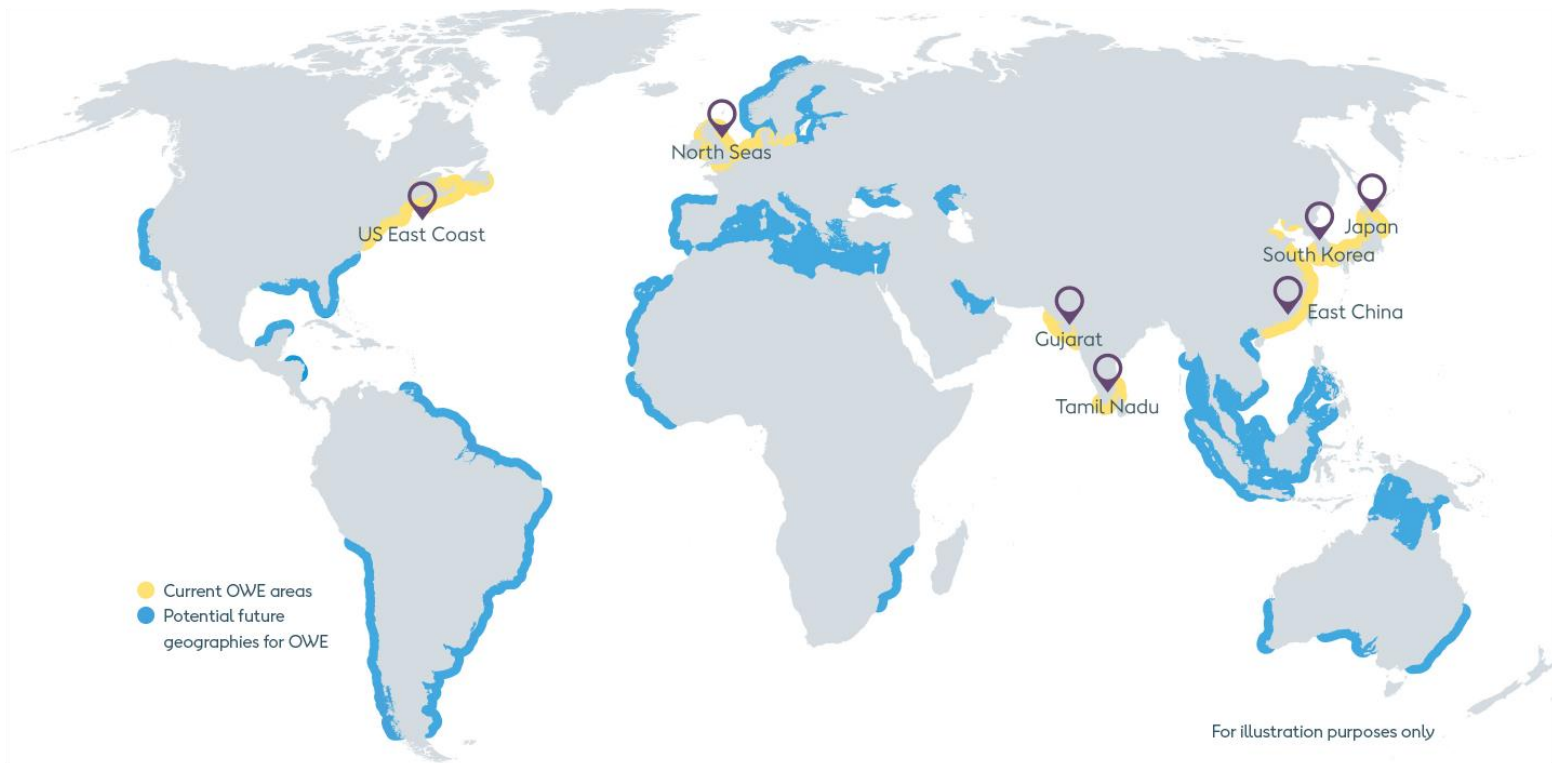 North Seas
US East Coast
Japan
South Korea
East China
Gujarat
Tamil Nadu
Current OWE areas
Potential future
geographies for OWE
For illustration purposes only